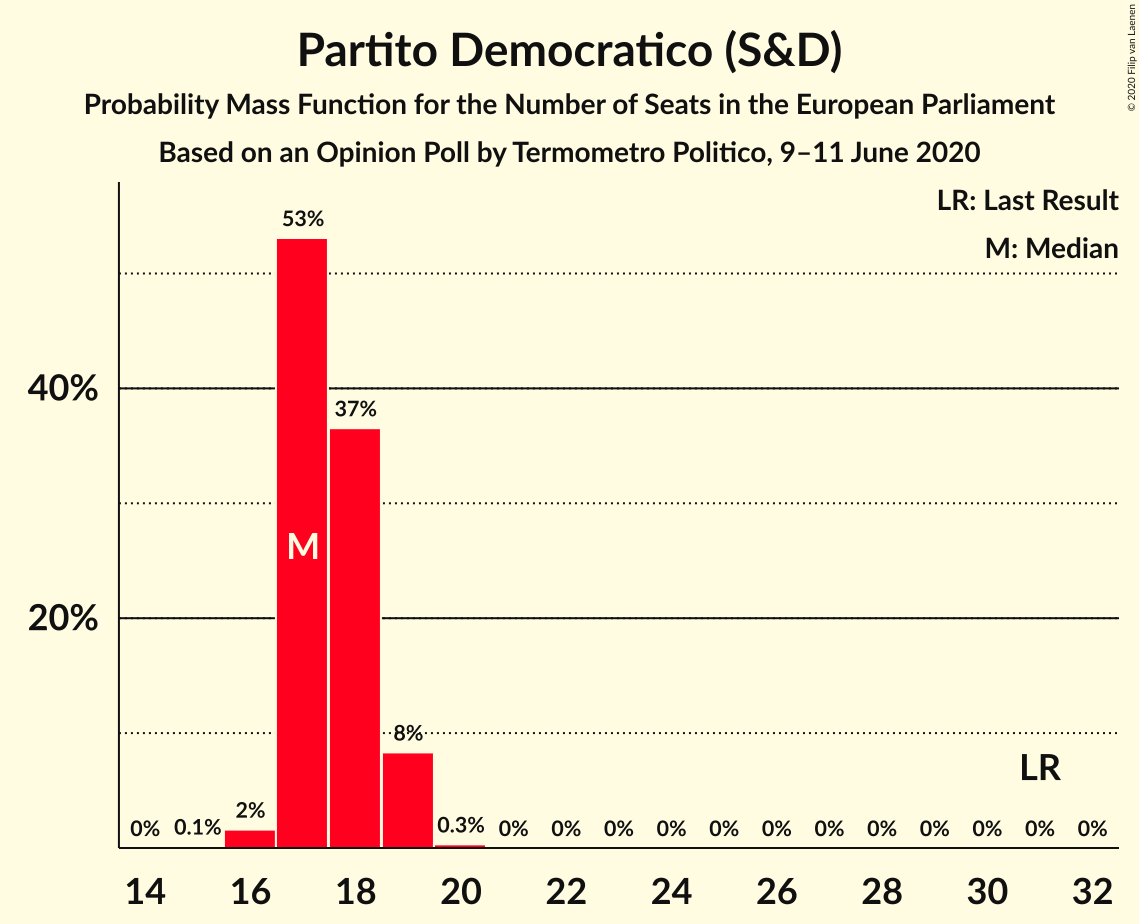 Partito Democratico (S&D)
Probability Mass Function for the Number of Seats in the European Parliament
Based on an Opinion Poll by Termometro Politico, 9–11 June 2020
© 2020 Filip van Laenen
LR: Last Result
M: Median
53%
40%
37%
M
20%
8%
LR
0% 0.1% 2% 0.3% 0% 0% 0% 0% 0% 0% 0% 0% 0% 0% 0% 0%
14 16 18 20 22 24 26 28 30 32